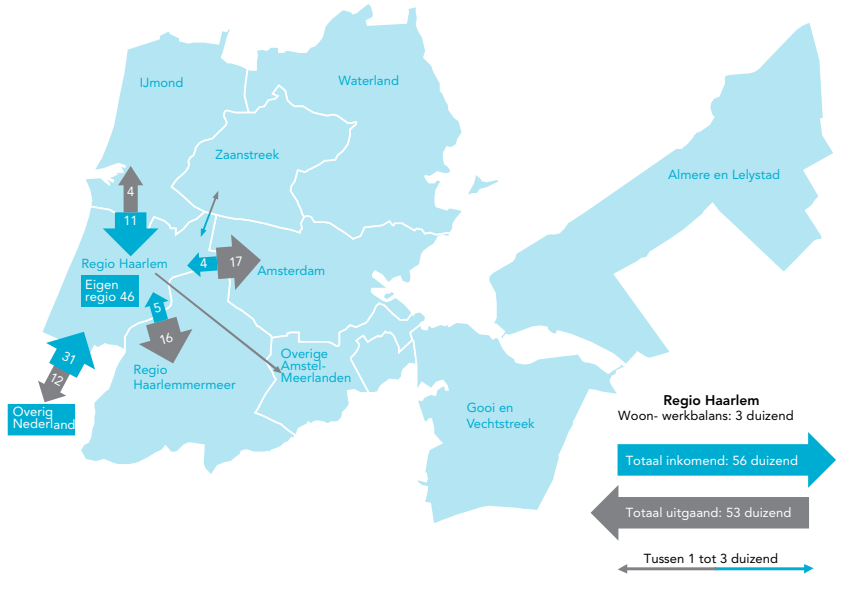 IJmond
Waterland
Zaanstreek
Almere en Lelystad
4
11
Regio Haarlem
4
17
Amsterdam
Eigen
regio 46
5
16
31
12
Regio
Haarlemmermeer
Overige
Amstel-
Meerlanden
Overig
Nederland
Gooi en
Vechtstreek
Regio Haarlem
Woon- werkbalans: 3 duizend
Totaal inkomend: 56 duizend
Totaal uitgaand: 53 duizend
Tussen 1 tot 3 duizend